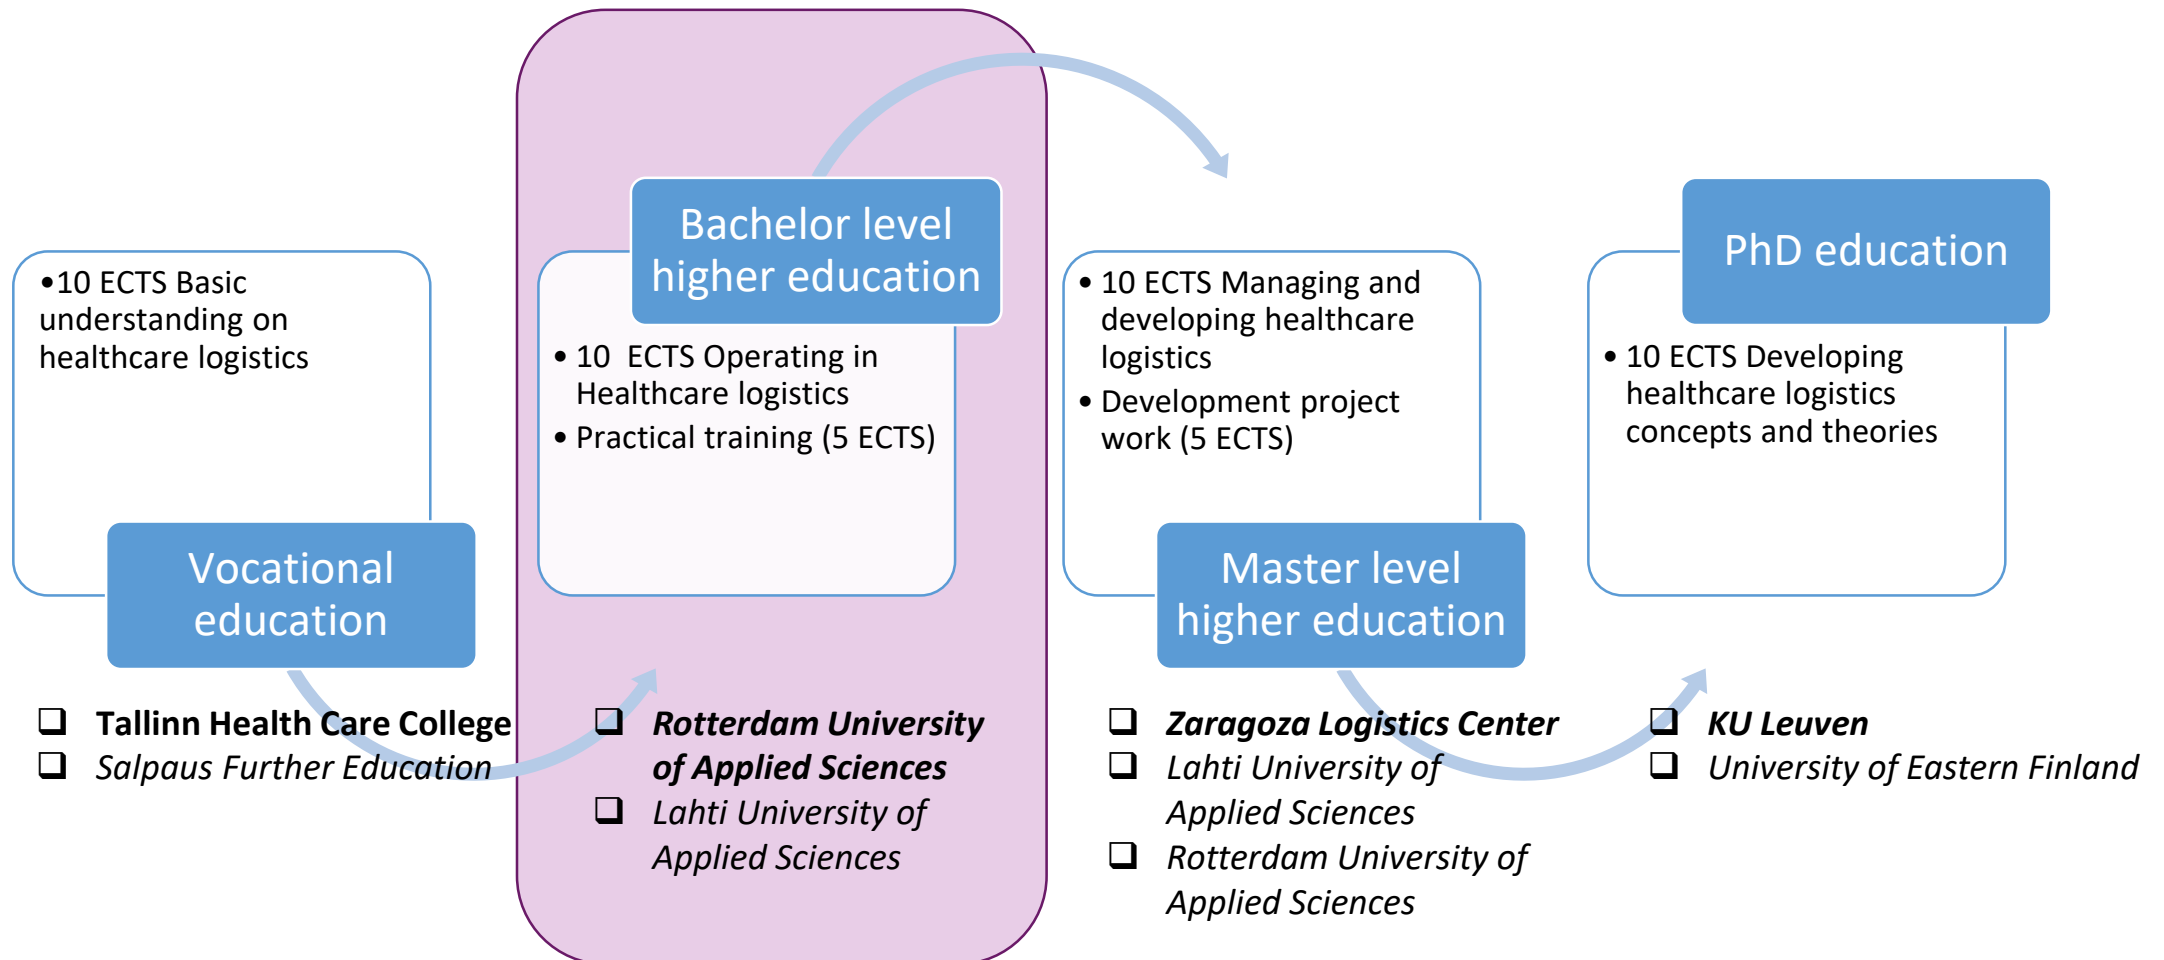 •10 ECTS Basic
understanding on
healthcare logistics
Vocational
education
❑ Tallinn Health Care College
❑ Salpaus Further Education
Bachelor level
higher education
• 10  ECTS Operating in
Healthcare logistics
• Practical training (5 ECTS)
❑ Rotterdam University
of Applied Sciences
❑ Lahti University of
Applied Sciences
• 10 ECTS Managing and
developing healthcare
logistics
• Development project
work (5 ECTS)
Master level
higher education
❑ Zaragoza Logistics Center
❑ Lahti University of
Applied Sciences
❑ Rotterdam University of
Applied Sciences
PhD education
• 10 ECTS Developing
healthcare logistics
concepts and theories
❑ KU Leuven
❑ University of Eastern Finland